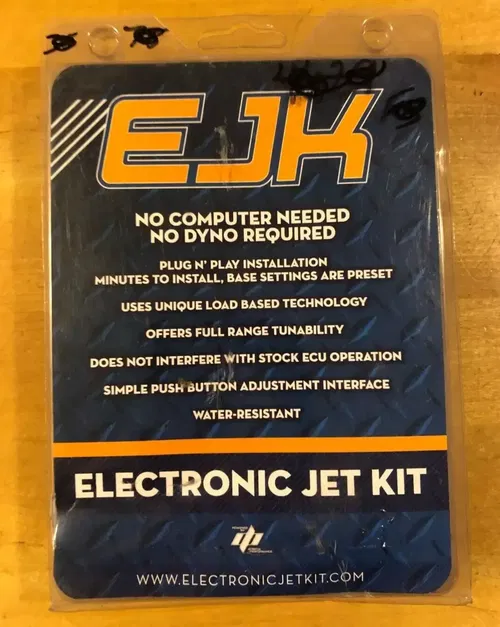 EJK
NO COMPUTER NEEDED
NO DYNO REQUIRED
PLUG N' PLAY INSTALLATION
MINUTES TO INSTALL, BASE SETTINGS ARE PRESET
USES UNIQUE LOAD BASED TECHNOLOGY
OFFERS FULL RANGE TUNABILITY
DOES NOT INTERFERE WITH STOCK ECU OPERATION
SIMPLE PUSH BUTTON ADJUSTMENT INTERFACE
WATER-RESISTANT
ELECTRONIC JET KIT
WWW.ELECTRONICJETKIT.COM